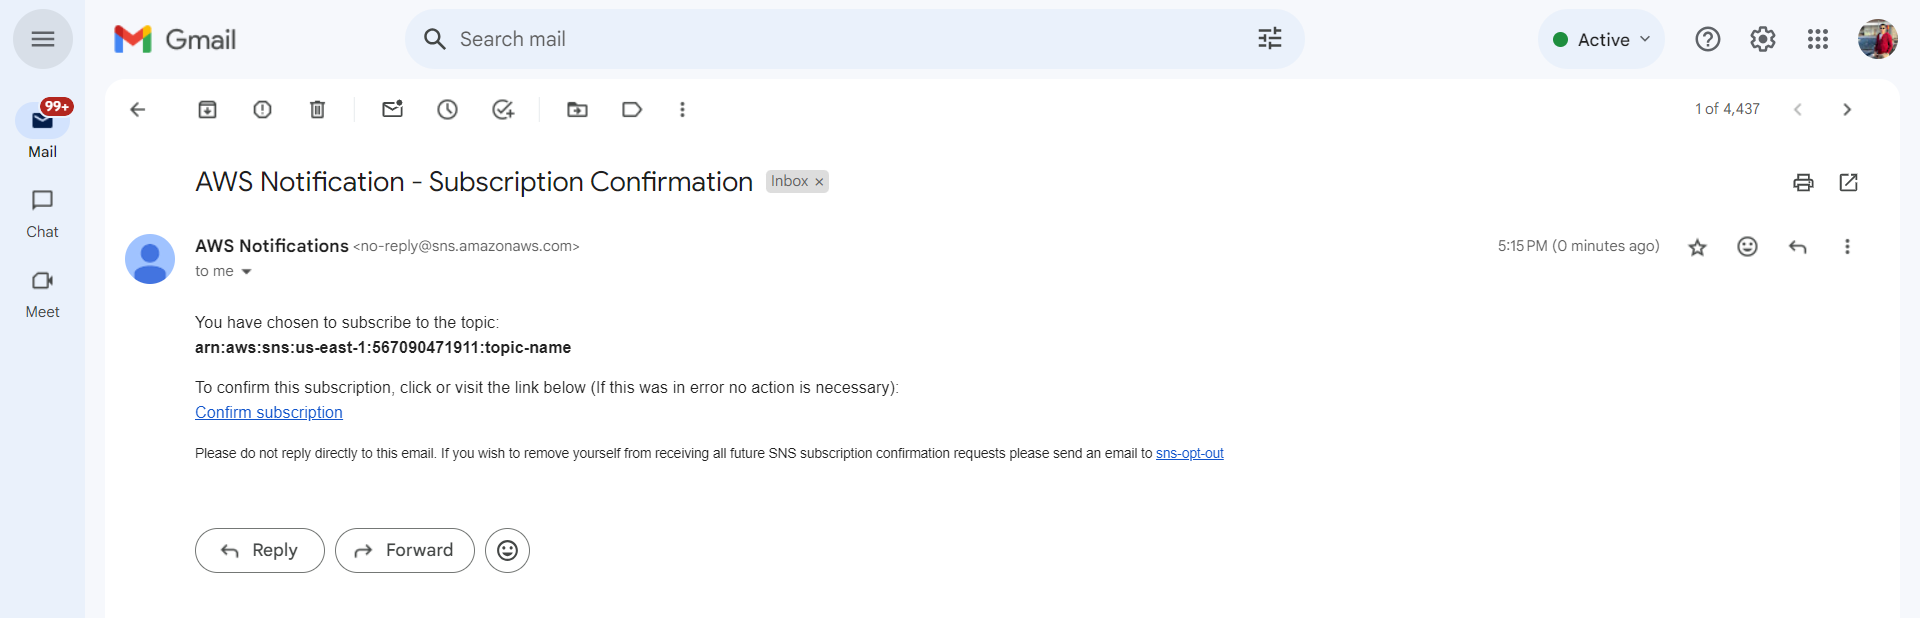 Gmail
Search mail
Active
99+
Mail
Chat
Meet
1 of 4,437
AWS Notification - Subscription Confirmation Inbox ×
AWS Notifications <no-reply@sns.amazonaws.com>
5:15 PM (0 minutes ago)
to me
You have chosen to subscribe to the topic:
arn:aws:sns:us-east-1:567090471911:topic-name
To confirm this subscription, click or visit the link below (If this was in error no action is necessary):
Confirm subscription
Please do not reply directly to this email. If you wish to remove yourself from receiving all future SNS subscription confirmation requests please send an email to sns-opt-out
Reply
Forward